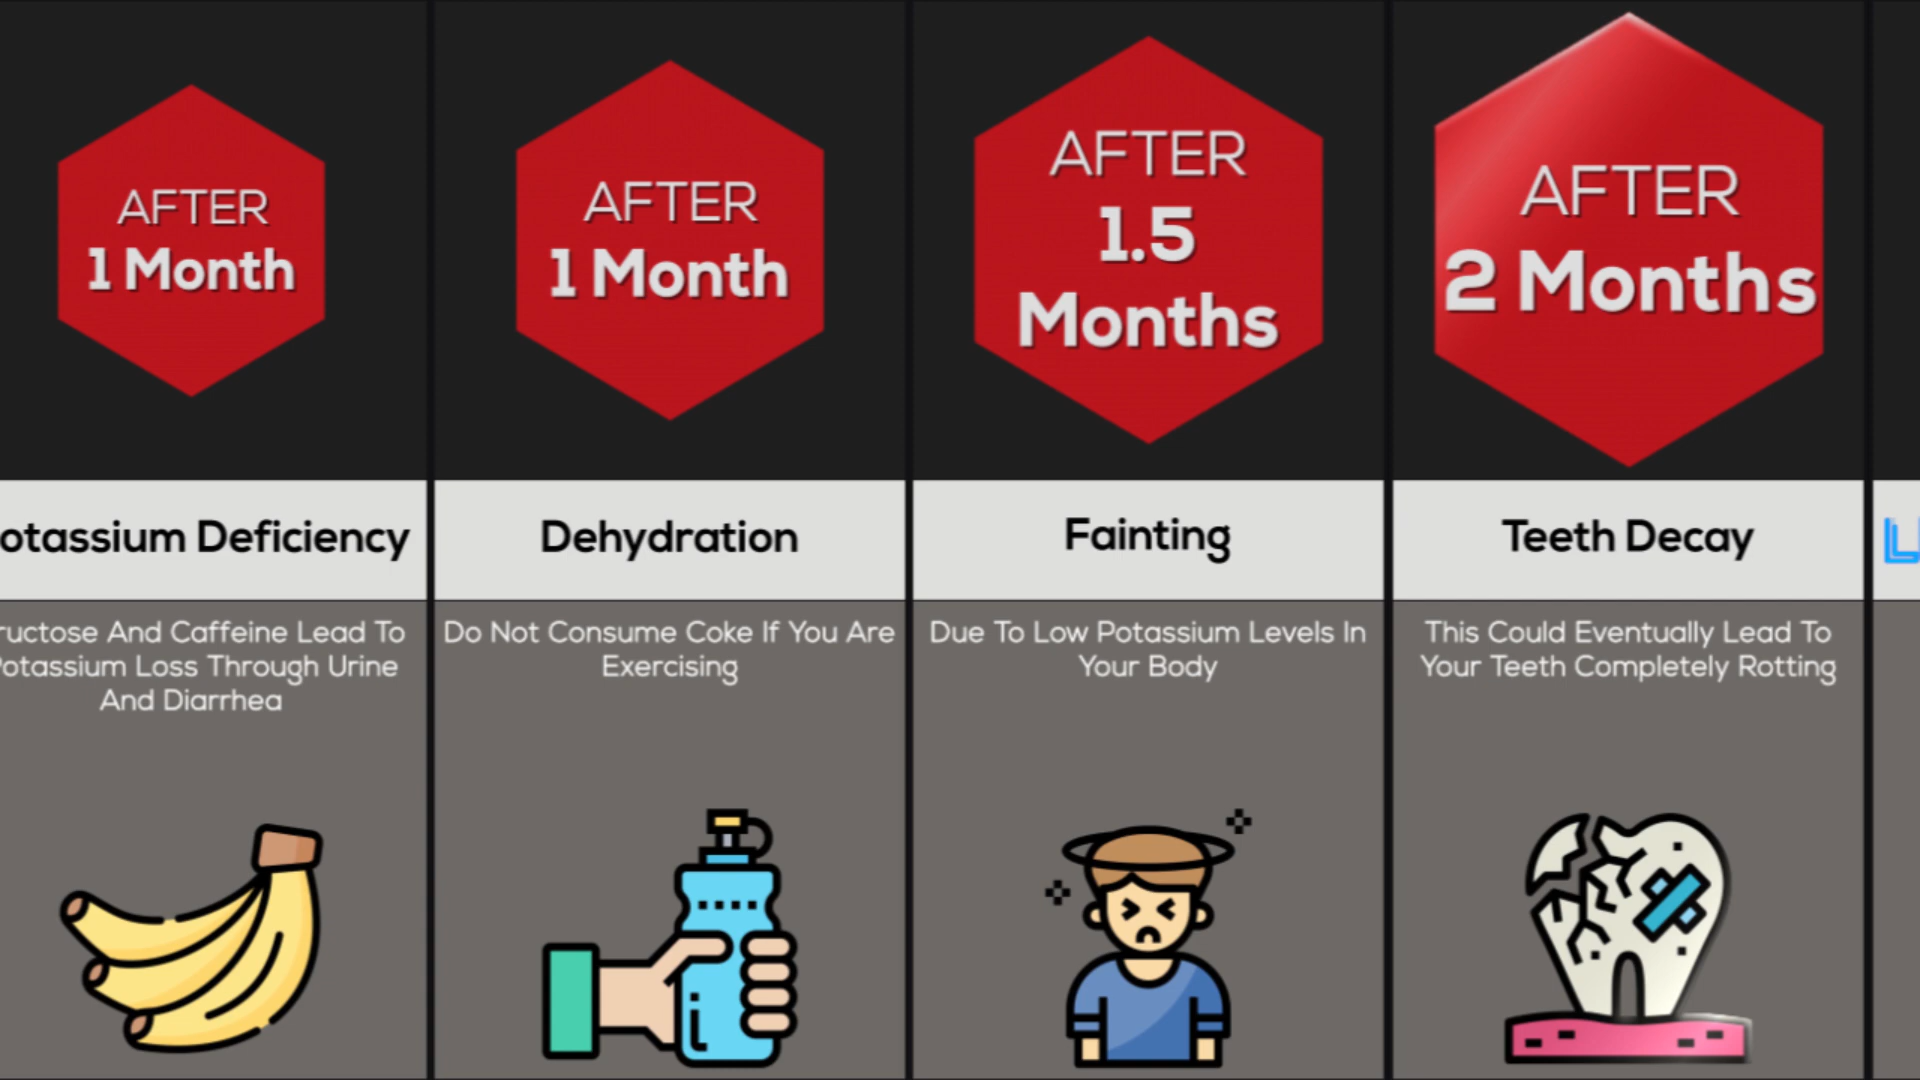 AFTER
1 Month
otassium Deficiency
ructose And Caffeine Lead To
Potassium Loss Through Urine
And Diarrhea
AFTER
1 Month
Dehydration
Do Not Consume Coke If You Are
Exercising
AFTER
1.5
Months
Fainting
Due To Low Potassium Levels In
Your Body
AFTER
2 Months
Teeth Decay
This Could Eventually Lead To
Your Teeth Completely Rotting